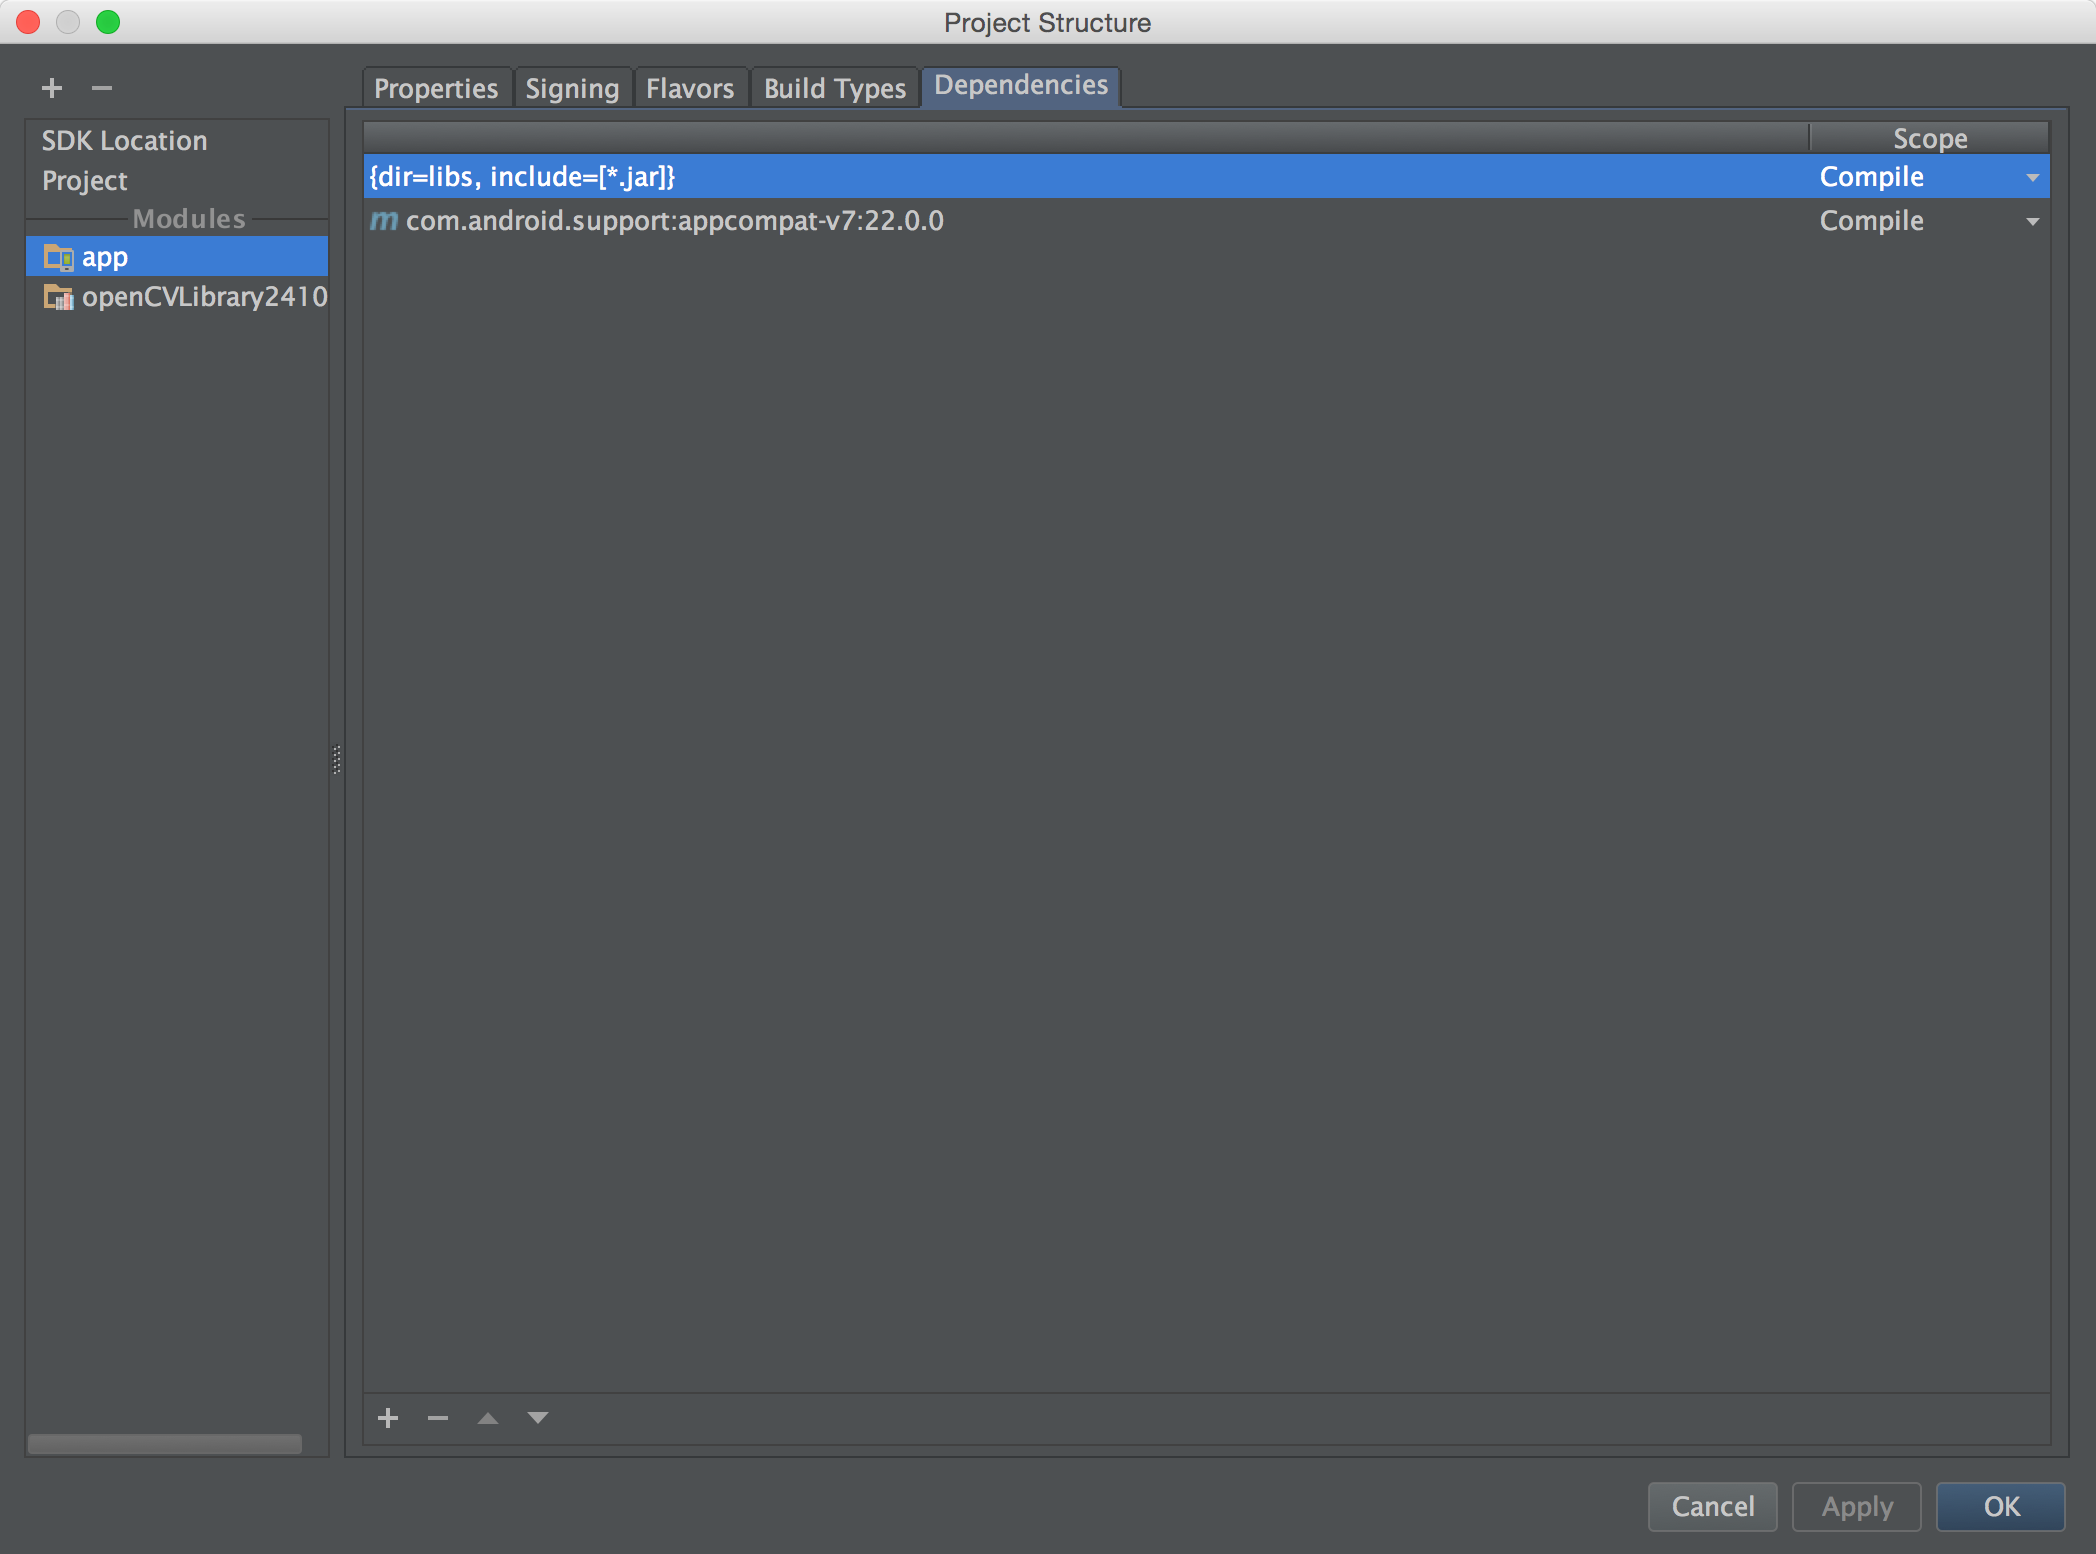 Project Structure
Properties Signing Flavors Build Types Dependencies
SDK Location
Project
Modules
app
openCVLibrary2410
Scope
{dir=libs, include=[*.jar]} Compile
m com.android.support:appcompat-v7:22.0.0 Compile
Cancel Apply OK